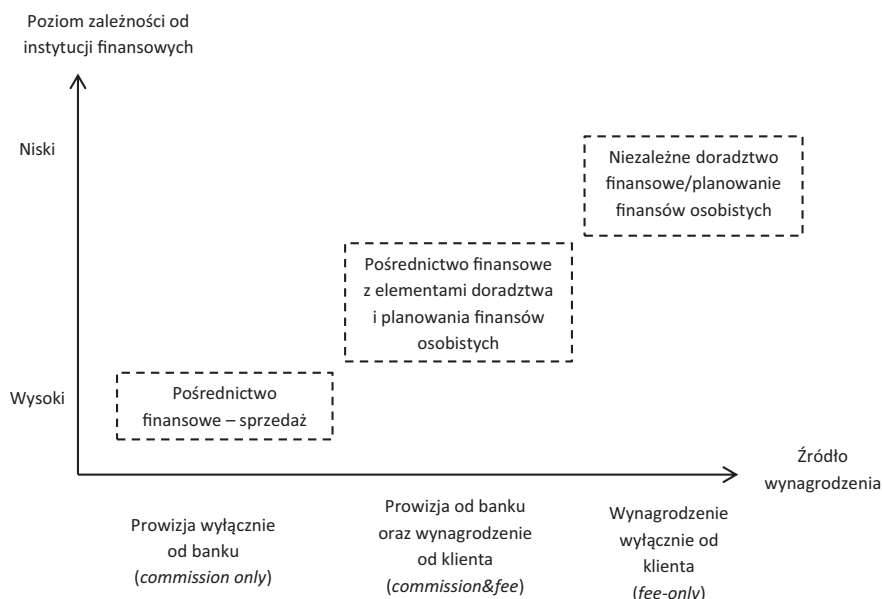 Poziom zależności od
instytucji finansowych
Niski
Niezależne doradztwo
finansowe/planowanie
finansów osobistych
Pośrednictwo finansowe
z elementami doradztwa
i planowania finansów
osobistych
Wysoki
Pośrednictwo
finansowe – sprzedaż
Źródło
wynagrodzenia
Prowizja wyłącznie
od banku
(commission only)
Prowizja od banku
oraz wynagrodzenie
od klienta
(commission&fee)
Wynagrodzenie
wyłącznie od
klienta
(fee-only)